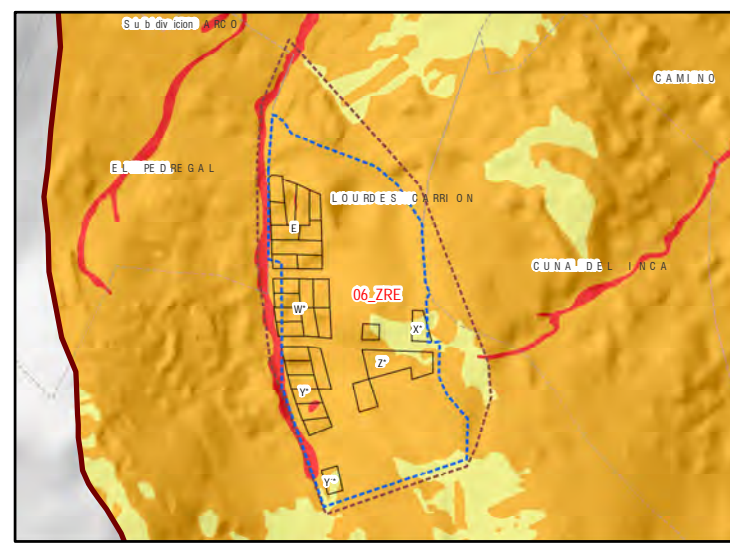 Subdivicion ARCO
CAMINO
EL PEDREGAL
LOURDES CARRION
E
CUNA DEL INCA
06_ZRE
W'
X'
Z'
Y'
Y''